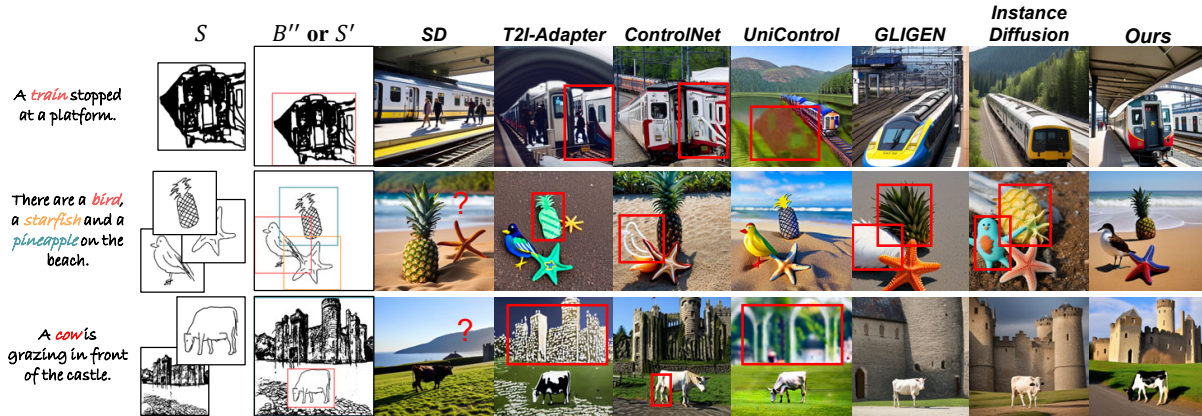 S
B′′ or S′
SD
T2I-Adapter
ControlNet
UniControl
GLIGEN
Instance
Diffusion
Ours
A train stopped
at a platform.
There are a bird,
a starfish and a
pineapple on the
beach.
?
A cow is
grazing in front
of the castle.
?